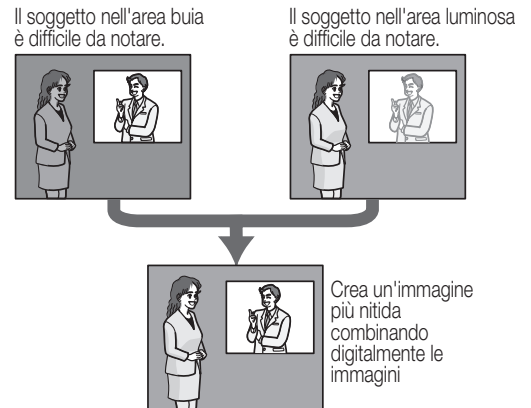 Il soggetto nell'area buia
è difficile da notare.
Il soggetto nell'area luminosa
è difficile da notare.
Crea un'immagine
più nitida
combinando
digitalmente le
immagini